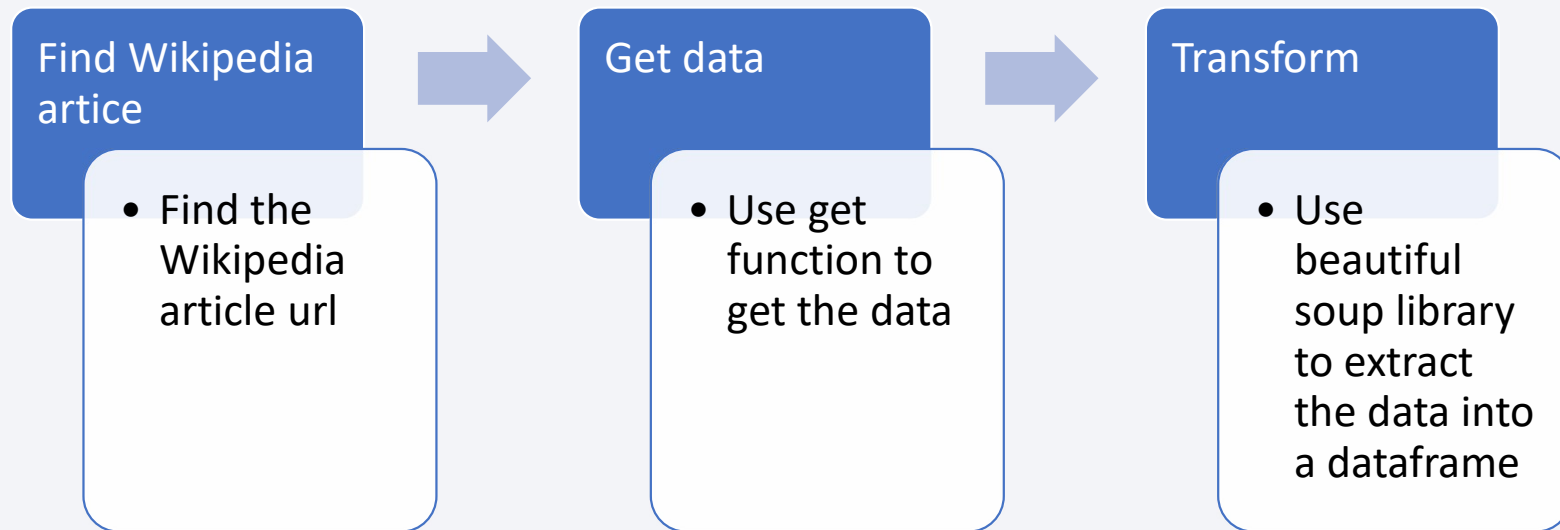 Find Wikipedia
artice
• Find the
Wikipedia
article url
Get data
• Use get
function to
get the data
Transform
• Use
beautiful
soup library
to extract
the data into
a dataframe